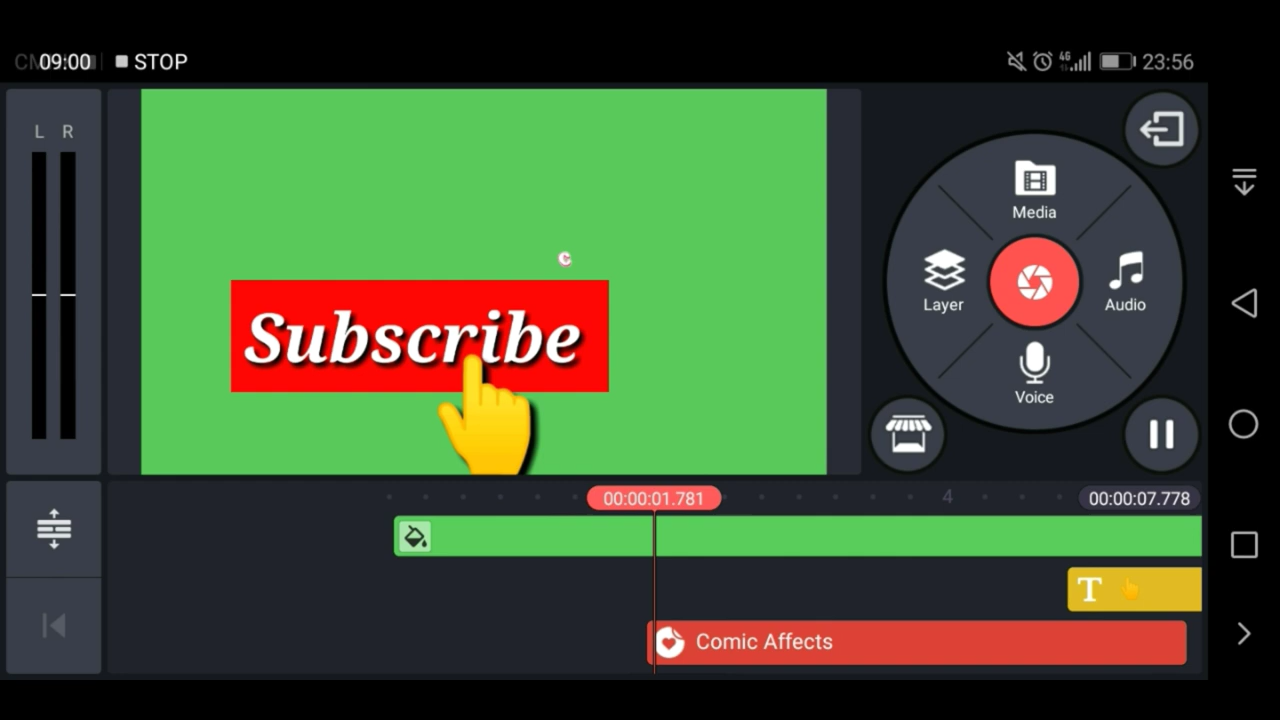 09:00 STOP 23:56
L R
Media
Layer
Audio
Voice
Subscribe
00:00:01.781 4 00:00:07.778
T
Comic Affects